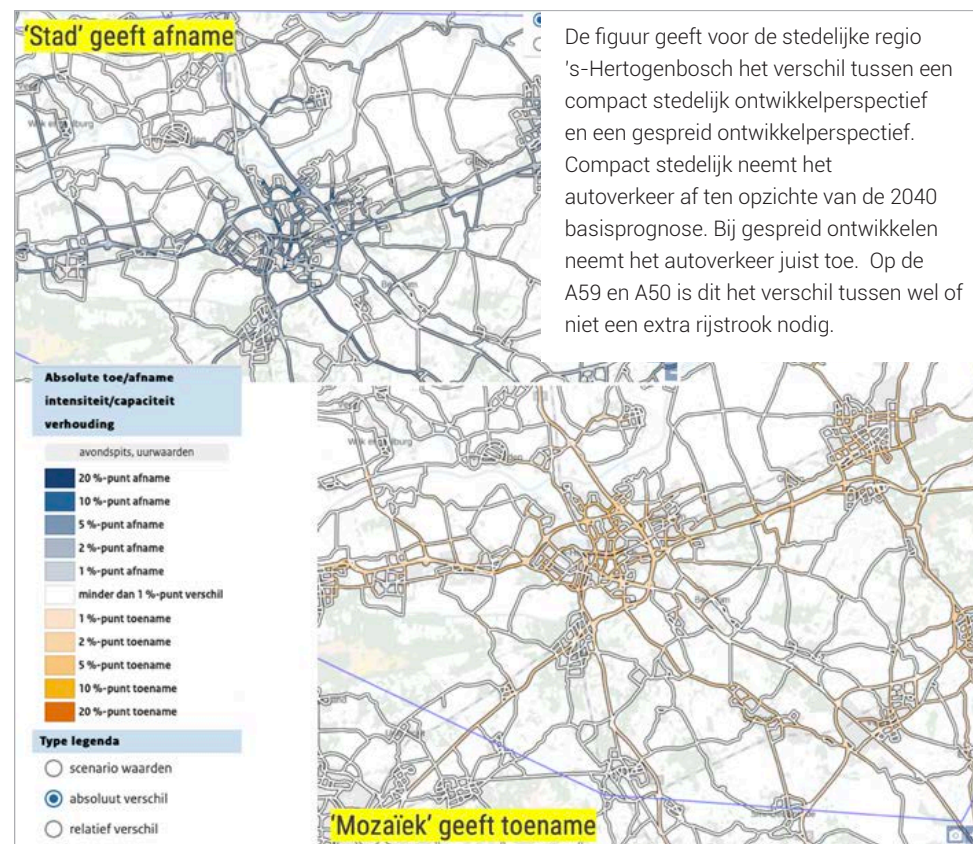 'Stad' geeft afname
De figuur geeft voor de stedelijke regio
's-Hertogenbosch het verschil tussen een
compact stedelijk ontwikkelperspectief
en een gespreid ontwikkelperspectief.
Compact stedelijk neemt het
autoverkeer af ten opzichte van de 2040
basisprognose. Bij gespreid ontwikkelen
neemt het autoverkeer juist toe.  Op de
A59 en A50 is dit het verschil tussen wel of
niet een extra rijstrook nodig.
Absolute toe/afname
intensiteit/capaciteit
verhouding
avondspits, uurwaarden
20 %-punt afname
10 %-punt afname
5 %-punt afname
2 %-punt afname
1 %-punt afname
minder dan 1 %-punt verschil
1 %-punt toename
2 %-punt toename
5 %-punt toename
10 %-punt toename
20 %-punt toename
Type legenda
scenario waarden
absoluut verschil
relatief verschil
'Mozaïek' geeft toename